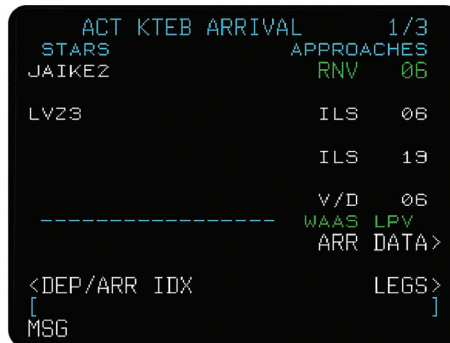 ACT KTEB ARRIVAL 1/3
STARS APPROACHES
JAIKE2 RNV 06
LVZ3 ILS 06
ILS 19
V/D 06
----------------- WAAS LPV
ARR DATA>
<DEP/ARR IDX LEGS>
[ ]
MSG